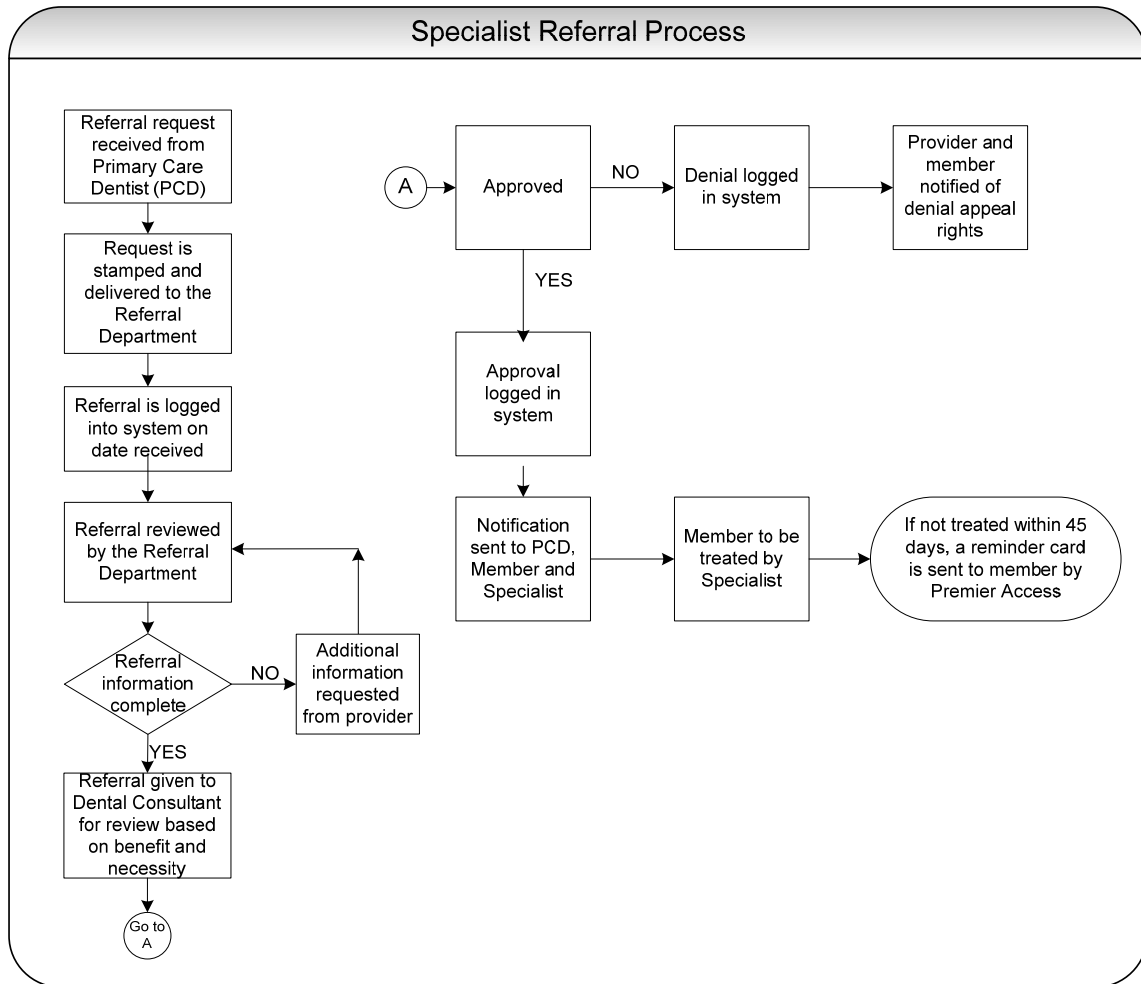 Specialist Referral Process
Referral request
received from
Primary Care
Dentist (PCD)
Request is
stamped and
delivered to the
Referral
Department
Referral is logged
into system on
date received
Referral reviewed
by the Referral
Department
Referral
information
complete
NO
Additional
information
requested
from provider
YES
Referral given to
Dental Consultant
for review based
on benefit and
necessity
Go to
A
A
Approved
NO
Denial logged
in system
Provider and
member
notified of
denial appeal
rights
YES
Approval
logged in
system
Notification
sent to PCD,
Member and
Specialist
Member to be
treated by
Specialist
If not treated within 45
days, a reminder card
is sent to member by
Premier Access